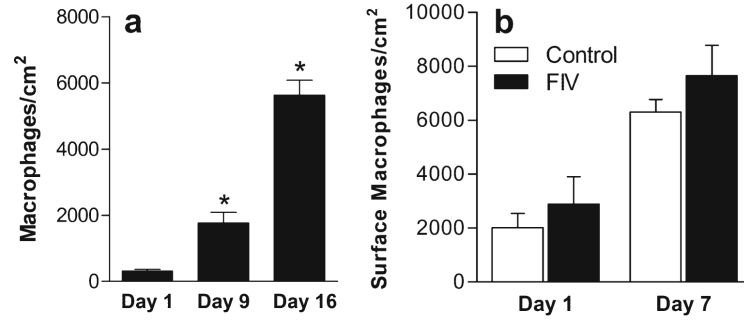 a
Macrophages/cm²
8000
6000
4000
2000
0
*
*
Day 1 Day 9 Day 16
b
Surface Macrophages/cm²
10000
8000
6000
4000
2000
0
Control
FIV
Day 1 Day 7